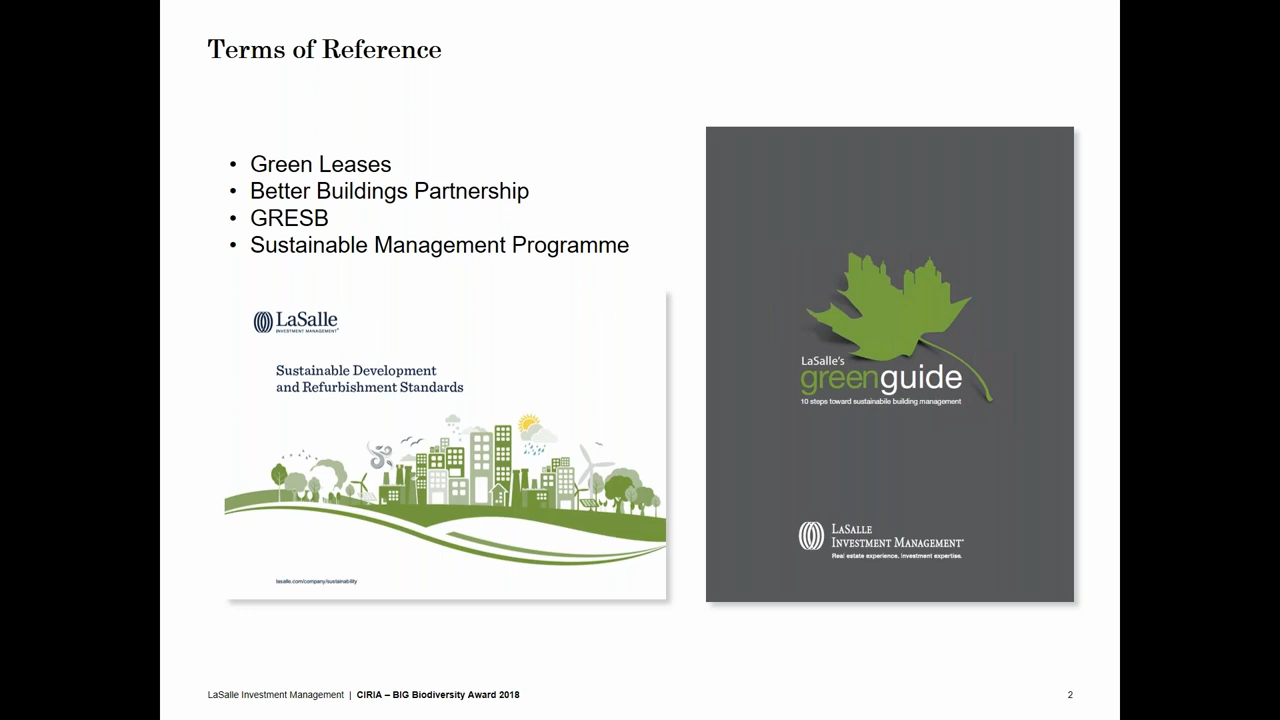 Terms of Reference
• Green Leases
• Better Buildings Partnership
• GRESB
• Sustainable Management Programme
LaSalle
INVESTMENT MANAGEMENT®
Sustainable Development
and Refurbishment Standards
lasalle.com/company/sustainability
LaSalle's
greenguide
10 steps toward sustainabile building management
LASALLE
INVESTMENT MANAGEMENT®
Real estate experience. Investment expertise.
LaSalle Investment Management | CIRIA – BIG Biodiversity Award 2018
2